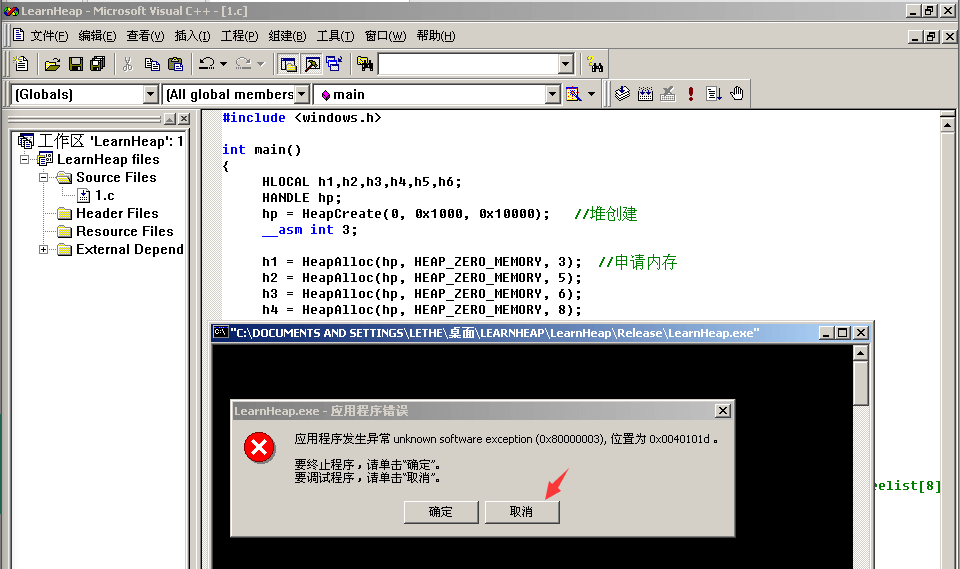 LearnHeap - Microsoft Visual C++ - [1.c]
文件(F) 编辑(E) 查看(V) 插入(I) 工程(P) 组建(B) 工具(T) 窗口(W) 帮助(H)
(Globals) (All global members main
工作区 'LearnHeap': 1
LearnHeap files
Source Files
1.c
Header Files
Resource Files
External Depend
#include <windows.h>
int main()
{
HLOCAL h1,h2,h3,h4,h5,h6;
HANDLE hp;
hp = HeapCreate(0, 0x1000, 0x10000); //堆创建
__asm int 3;
h1 = HeapAlloc(hp, HEAP_ZERO_MEMORY, 3); //申请内存
h2 = HeapAlloc(hp, HEAP_ZERO_MEMORY, 5);
h3 = HeapAlloc(hp, HEAP_ZERO_MEMORY, 6);
h4 = HeapAlloc(hp, HEAP_ZERO_MEMORY, 8);
"C:\DOCUMENTS AND SETTINGS\LETHE\桌面\LEARNHEAP\LearnHeap\Release\LearnHeap.exe"
LearnHeap.exe - 应用程序错误
应用程序发生异常 unknown software exception (0x80000003), 位置为 0x0040101d 。
要终止程序，请单击"确定"。
要调试程序，请单击"取消"。
eelist[8]
确定 取消